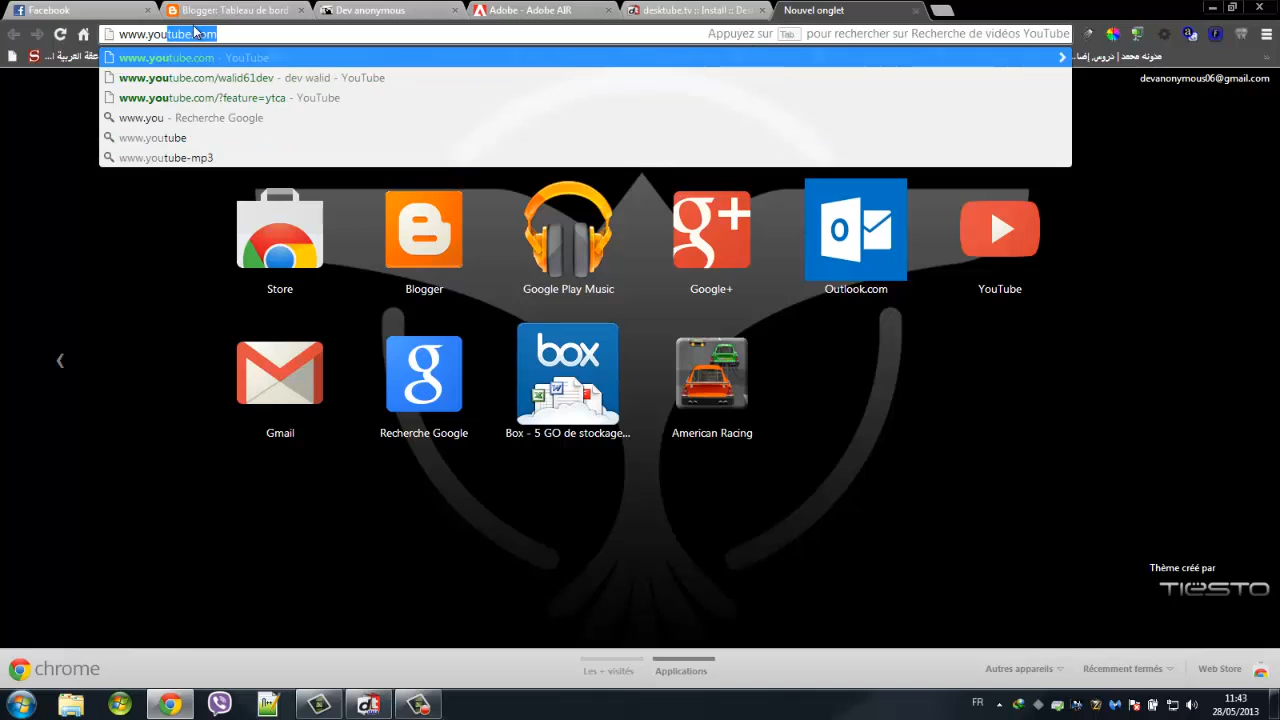 Facebook
Blogger: Tableau de bord
Dev anonymous
Adobe - Adobe AIR
desktube.tv :: Install :: Des
Nouvel onglet
www.youtube.com
Appuyez sur Tab pour rechercher sur Recherche de vidéos YouTube
www.youtube.com - YouTube
www.youtube.com/walid61dev - dev walid - YouTube
www.youtube.com/?feature=ytca - YouTube
www.you - Recherche Google
www.youtube
www.youtube-mp3
مدونه محمد | دروس, إضا...
devanonymous06@gmail.com
Store
Blogger
Google Play Music
Google+
Outlook.com
YouTube
Gmail
Recherche Google
box
Box - 5 GO de stockage...
American Racing
Thème créé par
TIËSTO
chrome
Les + visités
Applications
Autres appareils
Récemment fermés
Web Store
FR
11:43
28/05/2013